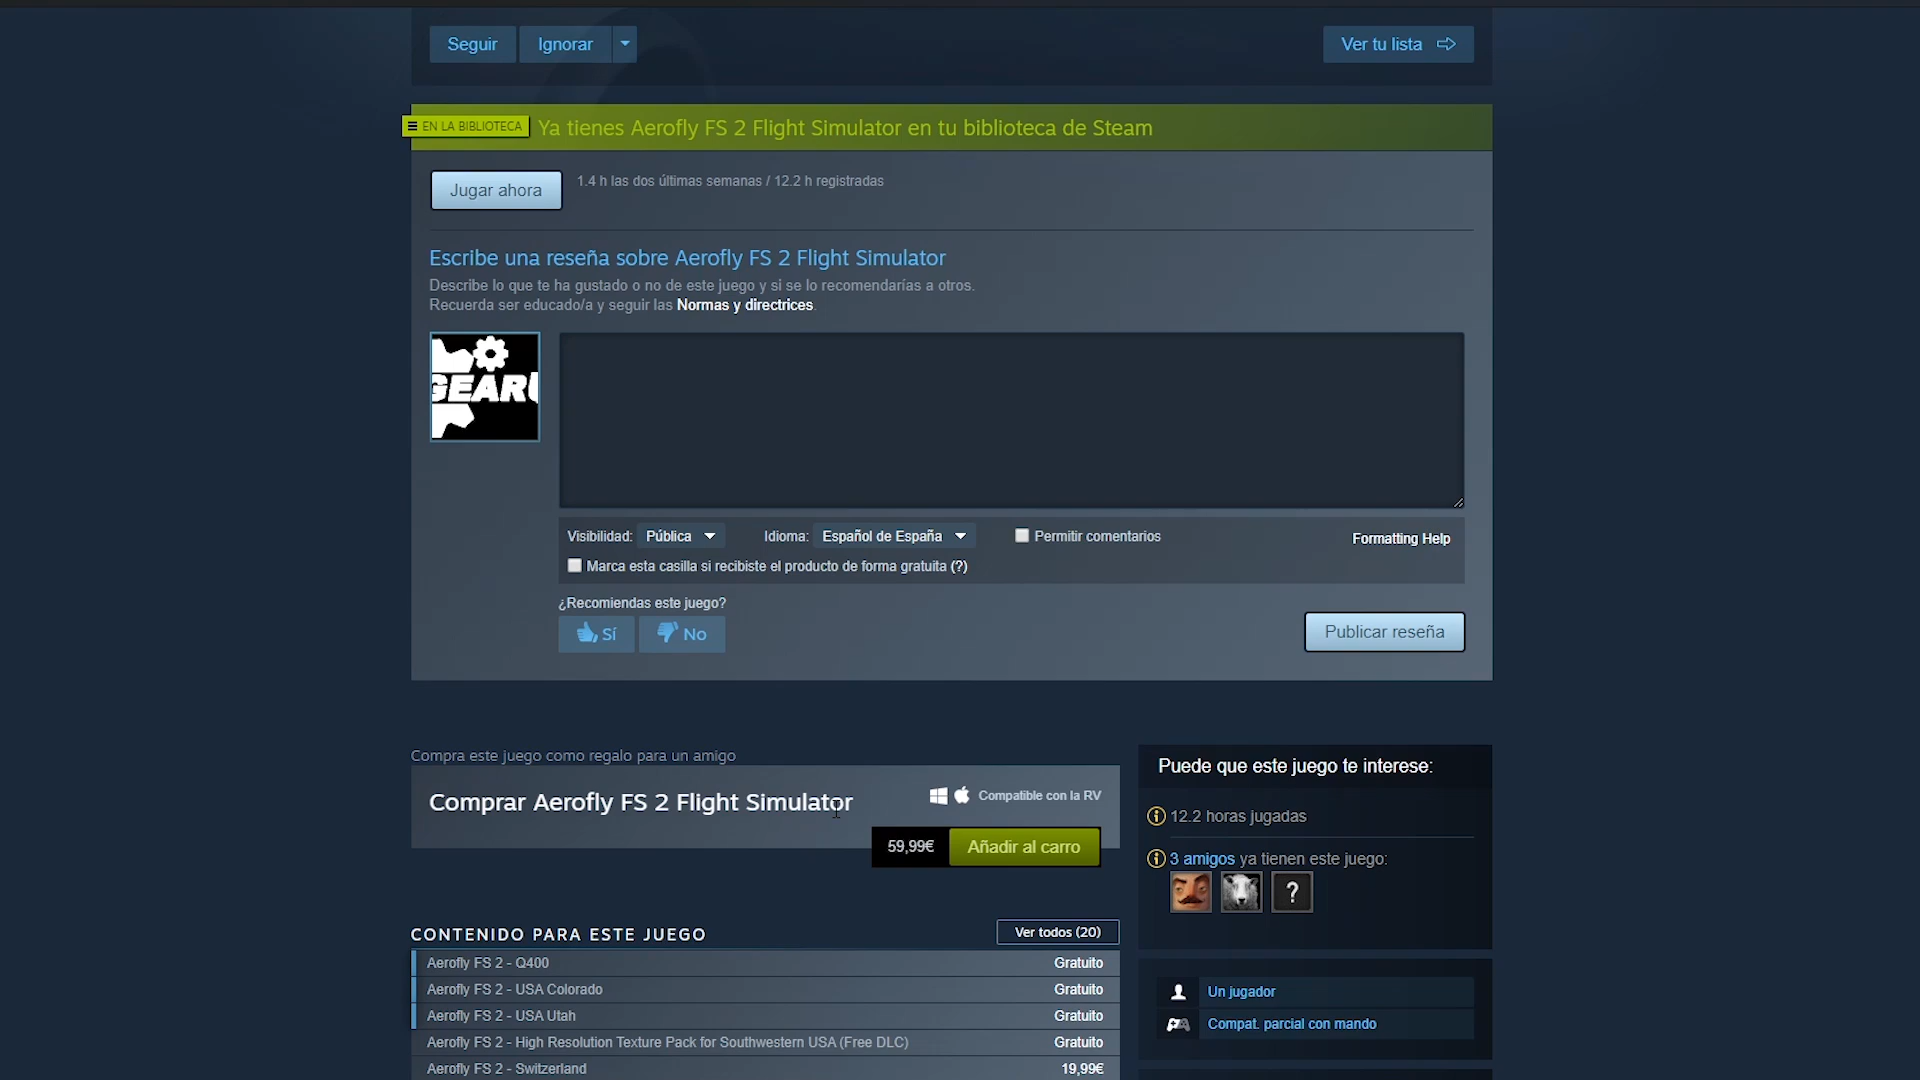 Seguir
Ignorar
Ver tu lista
EN LA BIBLIOTECA
Ya tienes Aerofly FS 2 Flight Simulator en tu biblioteca de Steam
Jugar ahora
1.4 h las dos últimas semanas / 12.2 h registradas
Escribe una reseña sobre Aerofly FS 2 Flight Simulator
Describe lo que te ha gustado o no de este juego y si se lo recomendarías a otros.
Recuerda ser educado/a y seguir las Normas y directrices.
GEAR
Visibilidad: Pública
Idioma: Español de España
Permitir comentarios
Formatting Help
Marca esta casilla si recibiste el producto de forma gratuita (?)
¿Recomiendas este juego?
Sí
No
Publicar reseña
Compra este juego como regalo para un amigo
Comprar Aerofly FS 2 Flight Simulator
Compatible con la RV
59,99€
Añadir al carro
Puede que este juego te interese:
12.2 horas jugadas
3 amigos ya tienen este juego:
?
CONTENIDO PARA ESTE JUEGO
Ver todos (20)
Aerofly FS 2 - Q400 Gratuito
Aerofly FS 2 - USA Colorado Gratuito
Aerofly FS 2 - USA Utah Gratuito
Aerofly FS 2 - High Resolution Texture Pack for Southwestern USA (Free DLC) Gratuito
Aerofly FS 2 - Switzerland 19,99€
Un jugador
Compat. parcial con mando